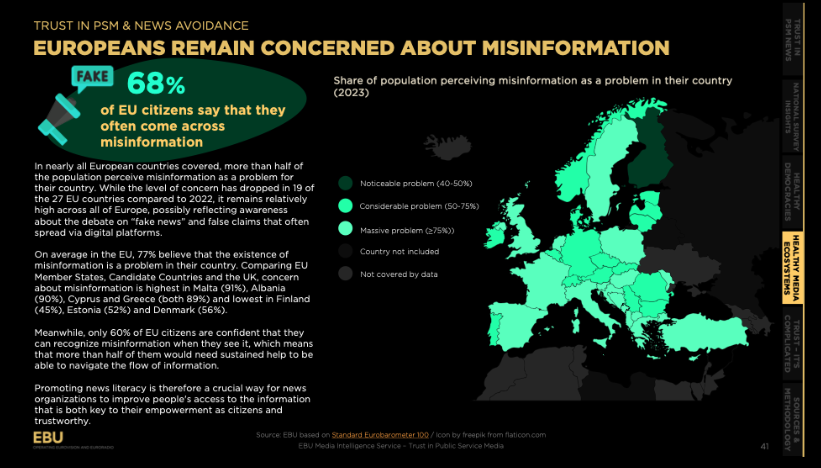 TRUST IN PSM & NEWS AVOIDANCE
EUROPEANS REMAIN CONCERNED ABOUT MISINFORMATION
FAKE
68%
of EU citizens say that they
often come across
misinformation
In nearly all European countries covered, more than half of
the population perceive misinformation as a problem for
their country. While the level of concern has dropped in 19 of
the 27 EU countries compared to 2022, it remains relatively
high across all of Europe, possibly reflecting awareness
about the debate on “fake news” and false claims that often
spread via digital platforms.
On average in the EU, 77% believe that the existence of
misinformation is a problem in their country. Comparing EU
Member States, Candidate Countries and the UK, concern
about misinformation is highest in Malta (91%), Albania
(90%), Cyprus and Greece (both 89%) and lowest in Finland
(45%), Estonia (52%) and Denmark (56%).
Meanwhile, only 60% of EU citizens are confident that they
can recognize misinformation when they see it, which means
that more than half of them would need sustained help to be
able to navigate the flow of information.
Promoting news literacy is therefore a crucial way for news
organizations to improve people's access to the information
that is both key to their empowerment as citizens and
trustworthy.
Share of population perceiving misinformation as a problem in their country
(2023)
Noticeable problem (40-50%)
Considerable problem (50-75%)
Massive problem (≥75%))
Country not included
Not covered by data
TRUST IN
PSM NEWS
NATIONAL SURVEY
INSIGHTS
HEALTHY
DEMOCRACIES
HEALTHY MEDIA
ECOSYSTEMS
TRUST – IT'S
COMPLICATED
SOURCES &
METHODOLOGY
EBU
OPERATING EUROVISION AND EURORADIO
Source: EBU based on Standard Eurobarometer 100 / Icon by freepik from flaticon.com
EBU Media Intelligence Service – Trust in Public Service Media
41